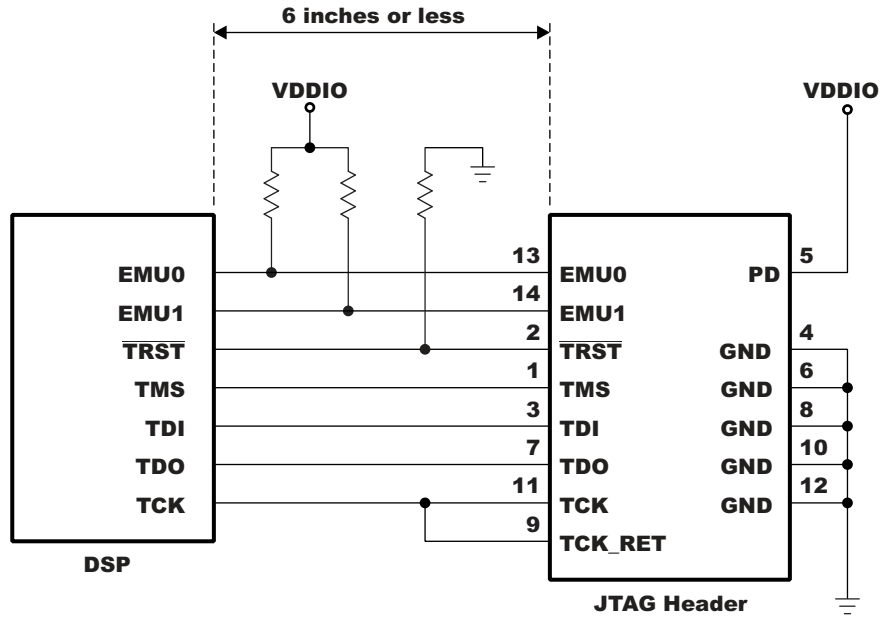 6 inches or less
VDDIO
VDDIO
EMU0
13
EMU0
PD
5
EMU1
14
EMU1
TRST
2
TRST
GND
4
TMS
1
TMS
GND
6
TDI
3
TDI
GND
8
TDO
7
TDO
GND
10
TCK
11
TCK
GND
12
9
TCK_RET
DSP
JTAG Header